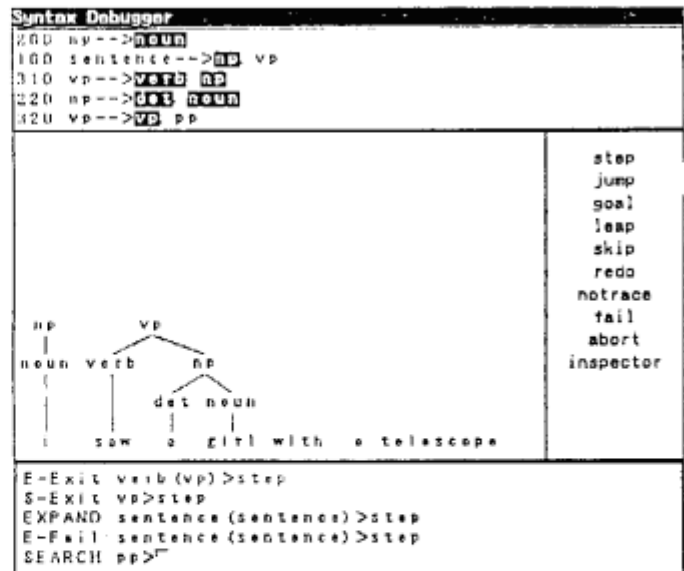 Syntax Debugger
200 np-->noun
100 sentence-->np, vp
310 vp-->verb, np
220 np-->det, noun
320 vp-->vp, pp
step
jump
goal
leap
skip
redo
notrace
fail
abort
inspector
np vp
noun verb np
det noun
i saw a girl with a telescope
E-Exit verb(vp)>step
S-Exit vp>step
EXPAND sentence(sentence)>step
E-Fail sentence(sentence)>step
SEARCH pp>